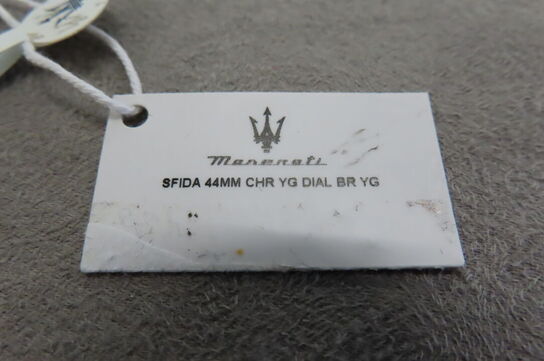 Maserati
SFIDA 44MM CHR YG DIAL BR YG